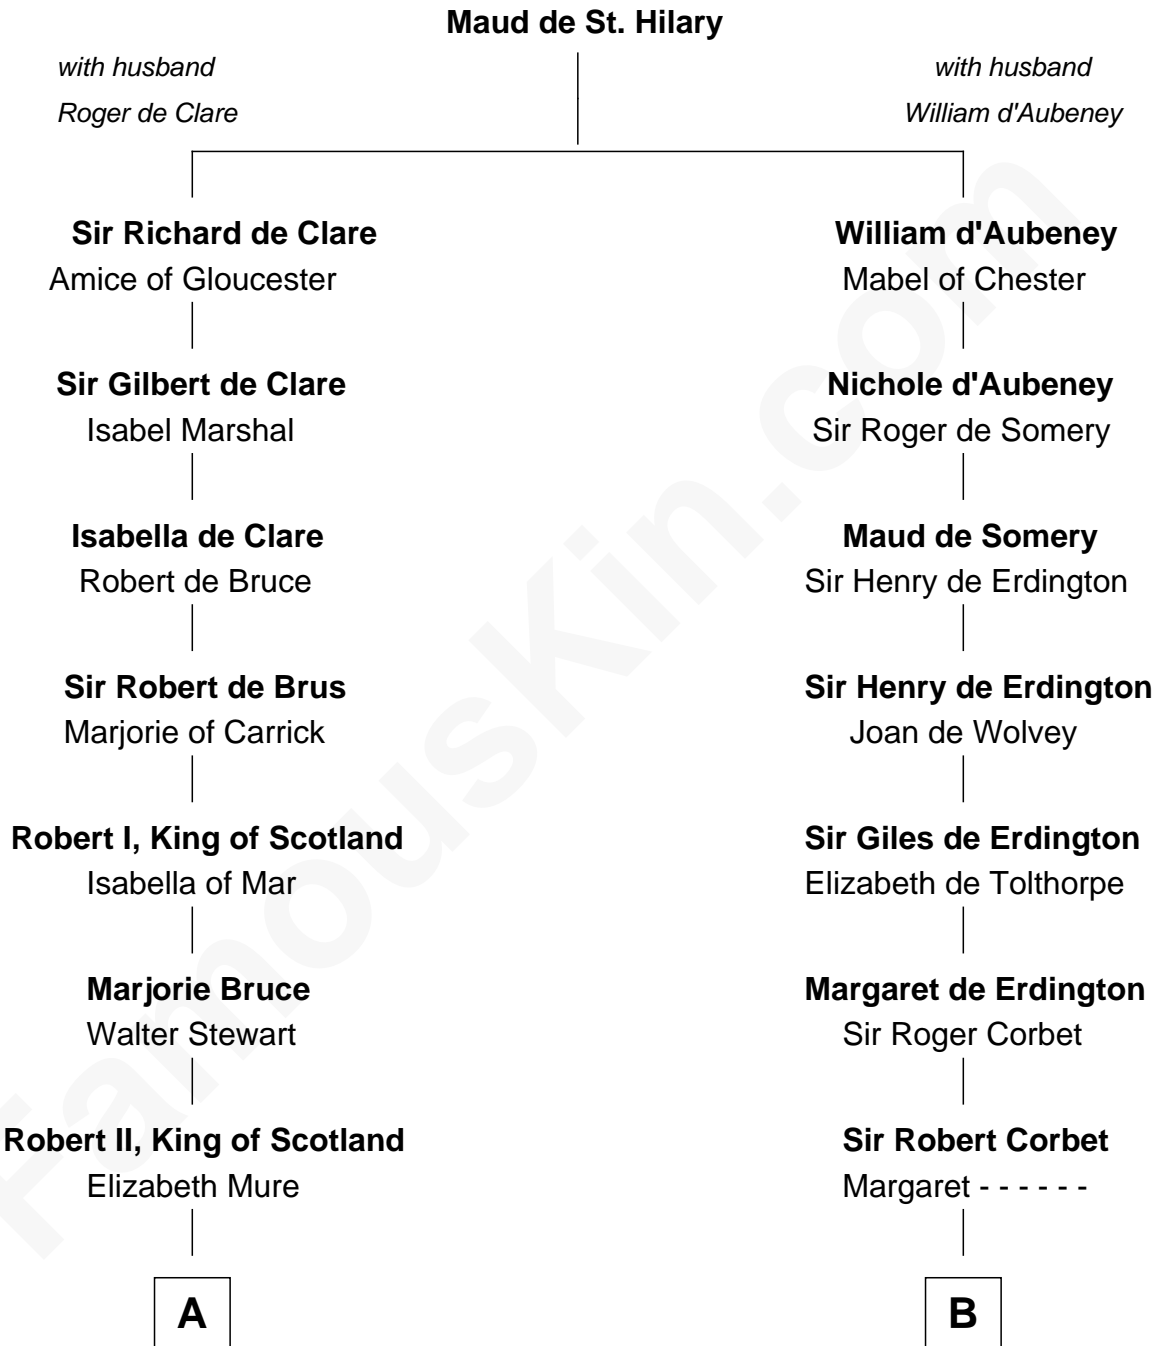 Maud de St. Hilary
with husband
Roger de Clare
with husband
William d'Aubeney
Sir Richard de Clare
Amice of Gloucester
William d'Aubeney
Mabel of Chester
Sir Gilbert de Clare
Isabel Marshal
Nichole d'Aubeney
Sir Roger de Somery
Isabella de Clare
Robert de Bruce
Maud de Somery
Sir Henry de Erdington
Sir Robert de Brus
Marjorie of Carrick
Sir Henry de Erdington
Joan de Wolvey
Robert I, King of Scotland
Isabella of Mar
Sir Giles de Erdington
Elizabeth de Tolthorpe
Marjorie Bruce
Walter Stewart
Margaret de Erdington
Sir Roger Corbet
Robert II, King of Scotland
Elizabeth Mure
Sir Robert Corbet
Margaret - - - - - -
A
B
FamousKin.com